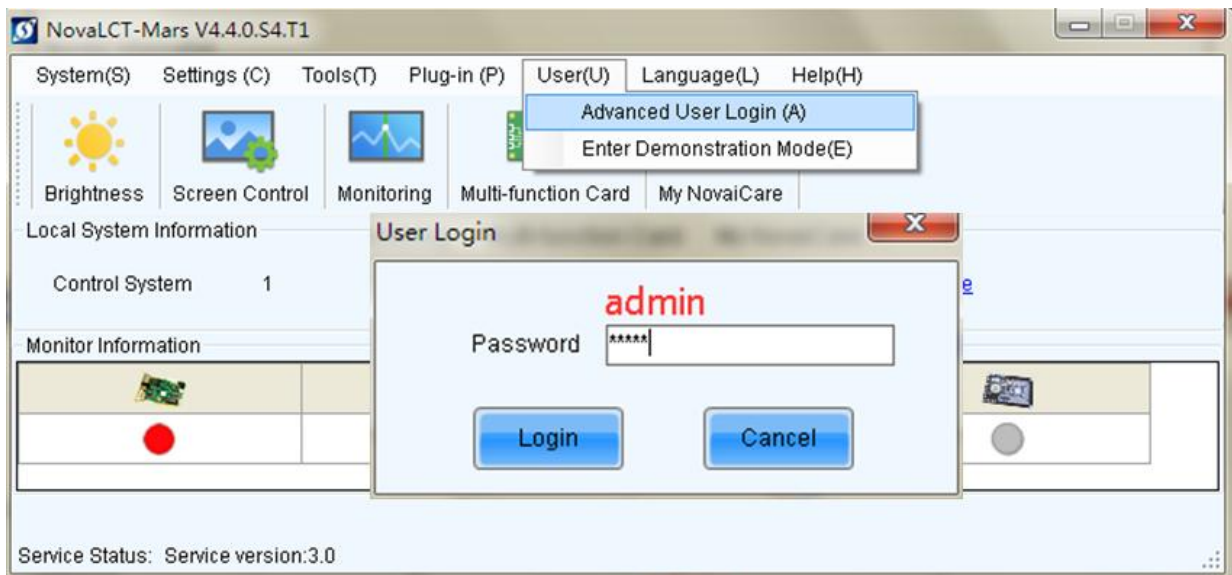 NovaLCT-Mars V4.4.0.S4.T1
System(S) Settings (C) Tools(T) Plug-in (P) User(U) Language(L) Help(H)
Advanced User Login (A)
Enter Demonstration Mode(E)
Brightness Screen Control Monitoring Multi-function Card My NovaiCare
Local System Information
User Login
Control System 1
e
admin
Password *****
Monitor Information
Login Cancel
Service Status: Service version:3.0